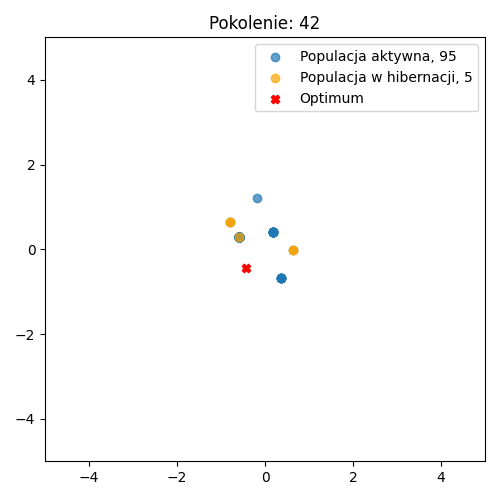 Pokolenie: 42
Populacja aktywna, 95
Populacja w hibernacji, 5
Optimum
4
2
0
−2
−4
−4 −2 0 2 4